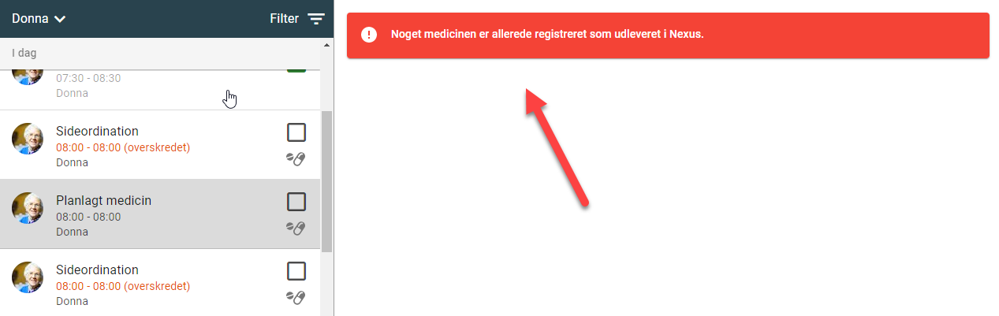 Donna
Filter
I dag
07:30 - 08:30
Donna
Sideordination
08:00 - 08:00 (overskredet)
Donna
Planlagt medicin
08:00 - 08:00
Donna
Sideordination
08:00 - 08:00 (overskredet)
Donna
Noget medicinen er allerede registreret som udleveret i Nexus.